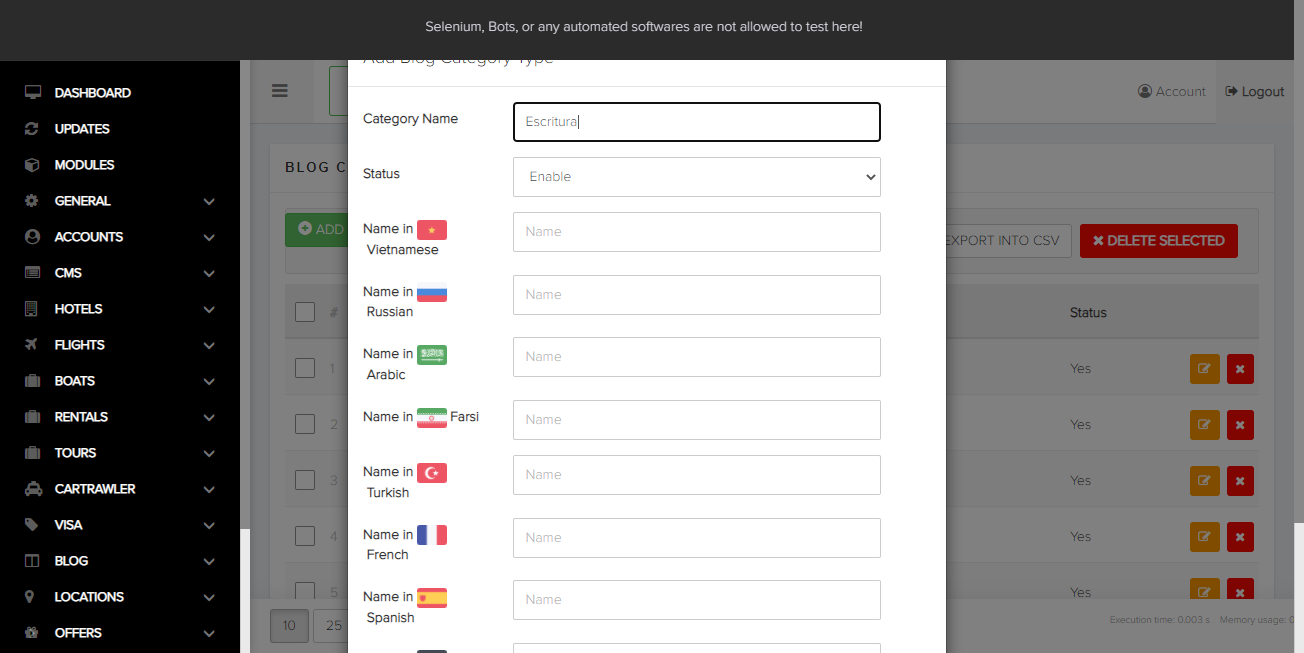 Selenium, Bots, or any automated softwares are not allowed to test here!
Add Blog Category Type
DASHBOARD
UPDATES
MODULES
GENERAL
ACCOUNTS
CMS
HOTELS
FLIGHTS
BOATS
RENTALS
TOURS
CARTRAWLER
VISA
BLOG
LOCATIONS
OFFERS
Account
Logout
BLOG C
ADD
EXPORT INTO CSV
DELETE SELECTED
#
Status
1
Yes
2
Yes
3
Yes
4
Yes
5
Yes
10
25
Execution time: 0.003 s
Memory usage: 0
Category Name
Escritura
Status
Enable
Name in Vietnamese
Name
Name in Russian
Name
Name in Arabic
Name
Name in Farsi
Name
Name in Turkish
Name
Name in French
Name
Name in Spanish
Name